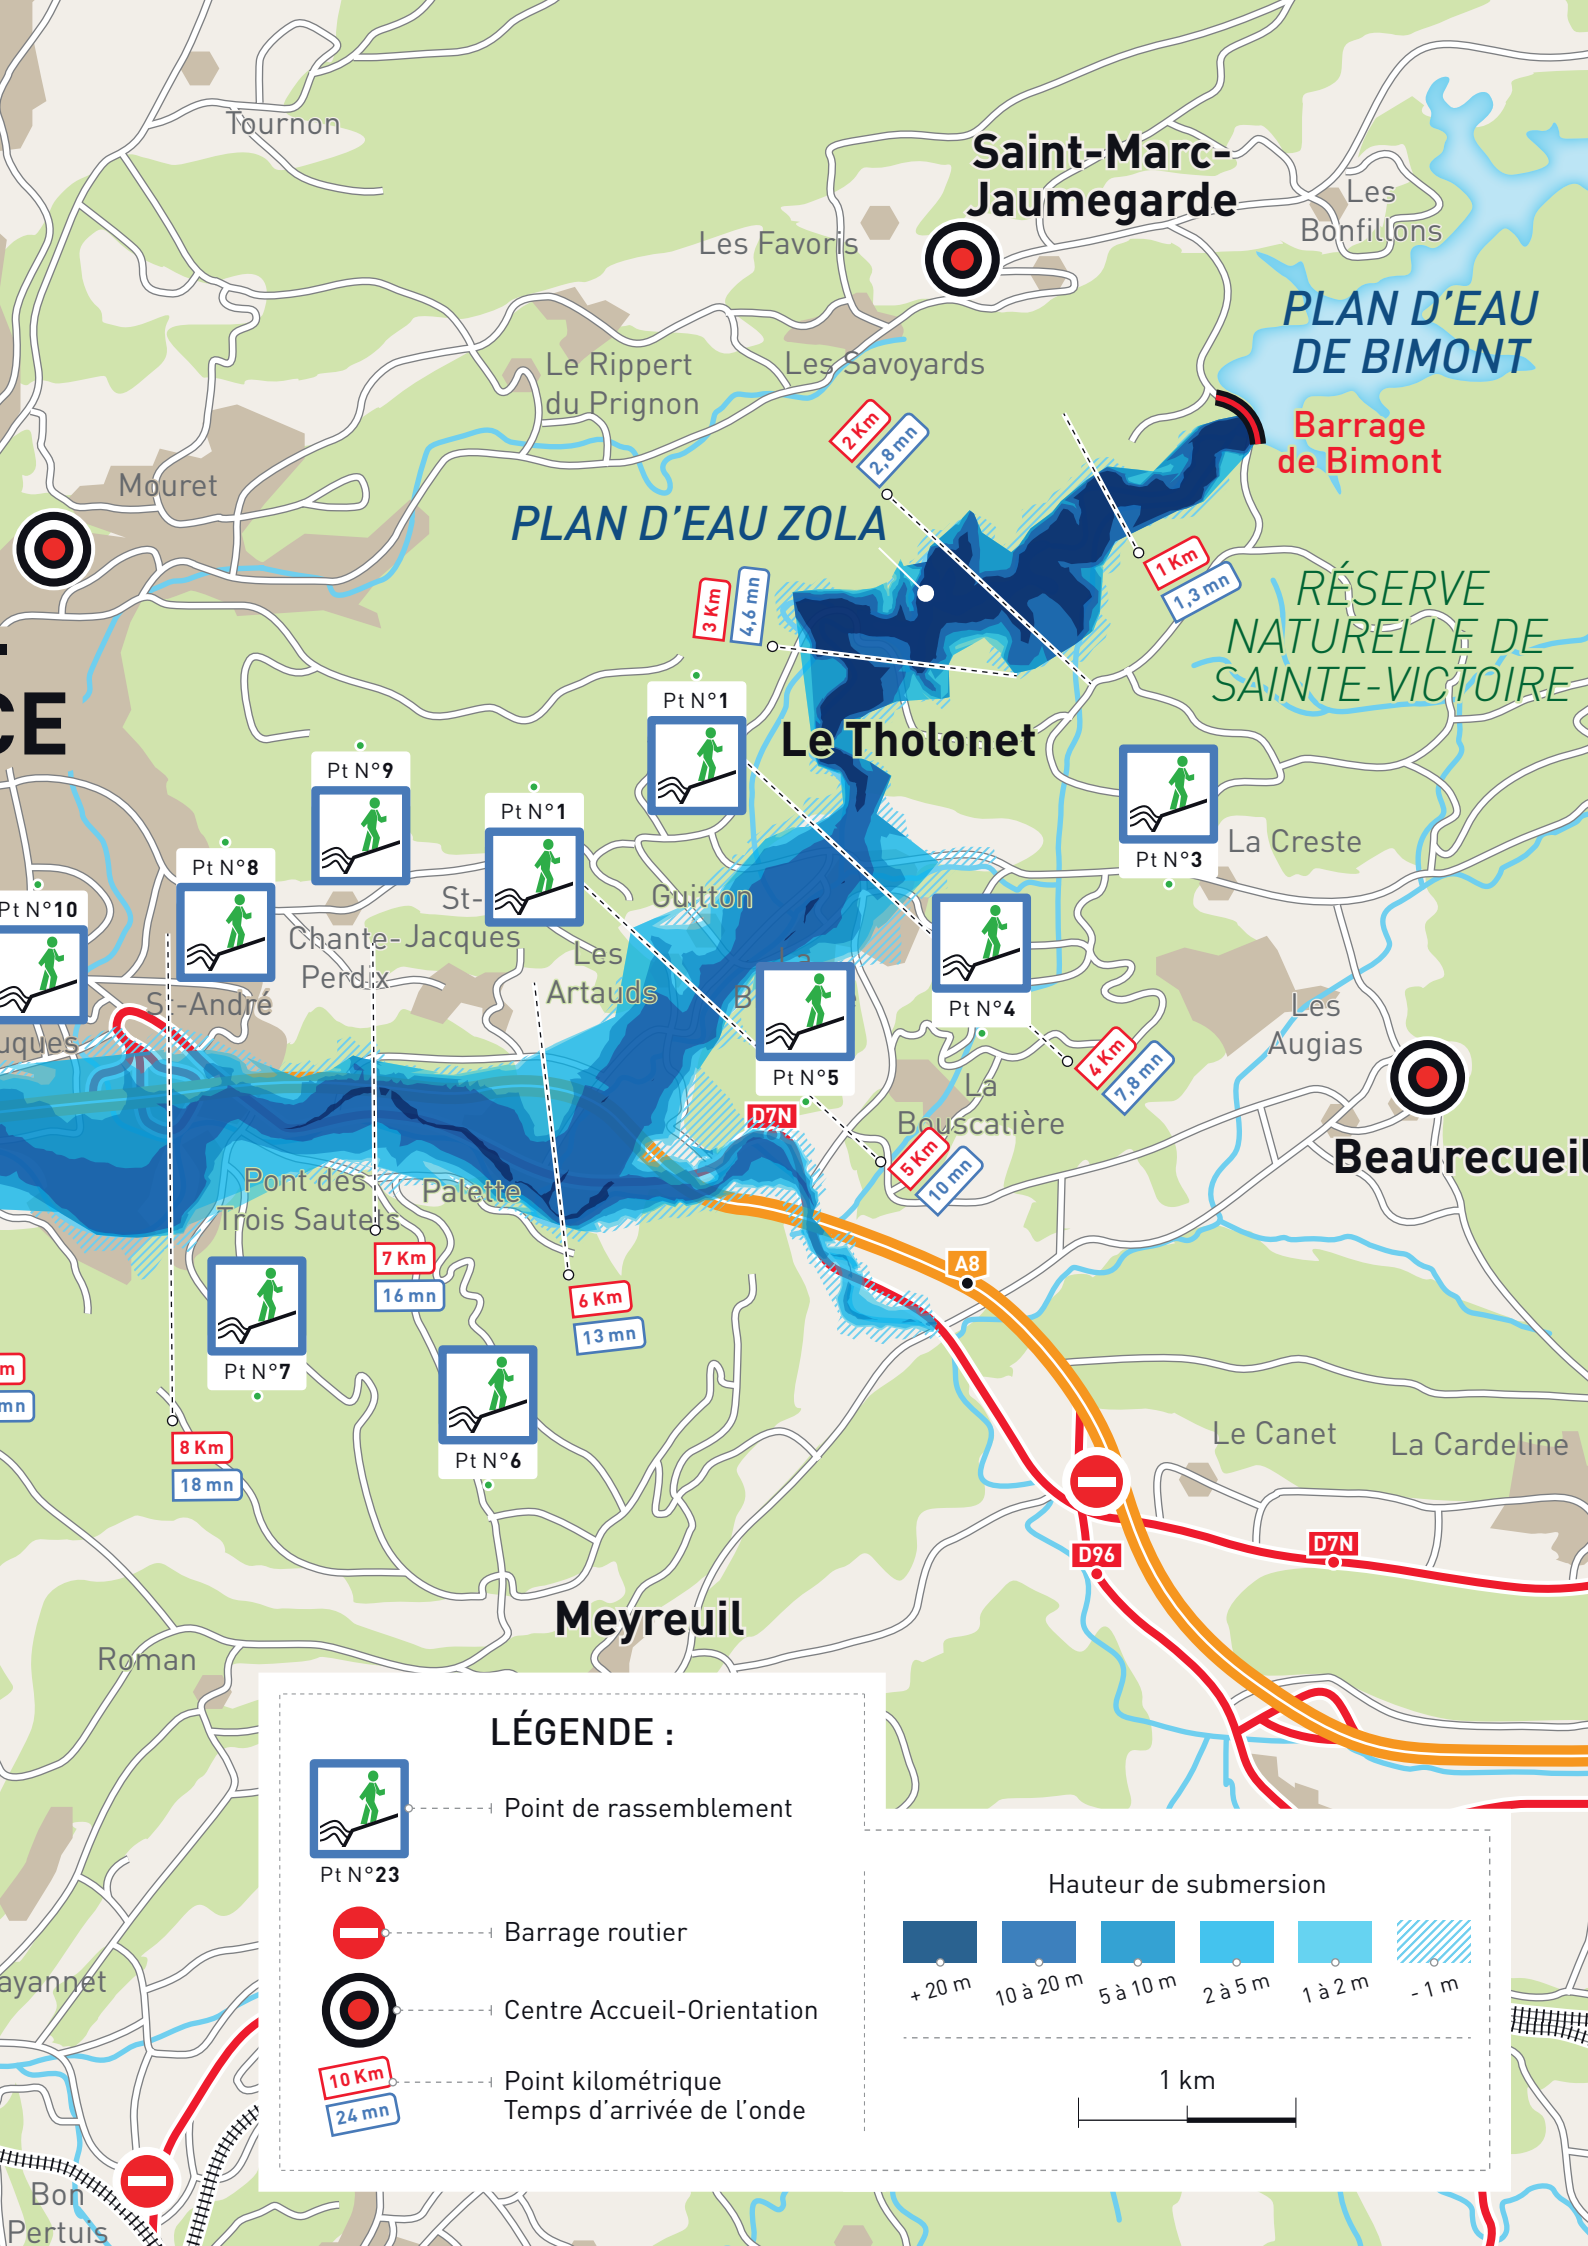 Tournon
Saint-Marc-
Jaumegarde
Les
Bonfillons
Les Favoris
PLAN D'EAU
DE BIMONT
Le Rippert
du Prignon
Les Savoyards
Barrage
de Bimont
2 Km
2,8 mn
Mouret
PLAN D'EAU ZOLA
1 Km
1,3 mn
3 Km
4,6 mn
RÉSERVE
NATURELLE DE
SAINTE-VICTOIRE
CE
Pt N°1
Le Tholonet
Pt N°9
Pt N°1
Pt N°3
La Creste
Pt N°8
Pt N°10
St-
Jacques
Guitton
Chante-
Perdix
Les
Artauds
La
B
Pt N°4
St-André
uques
Les
Augias
4 Km
7,8 mn
Pt N°5
D7N
La
Bouscatière
5 Km
10 mn
Beaurecueil
Pont des
Trois Sautets
Palette
7 Km
16 mn
6 Km
13 mn
A8
Pt N°7
m
mn
8 Km
18 mn
Pt N°6
Le Canet
La Cardeline
D96
D7N
Meyreuil
Roman
LÉGENDE :
Point de rassemblement
Pt N°23
Barrage routier
Centre Accueil-Orientation
10 Km
24 mn
Point kilométrique
Temps d'arrivée de l'onde
Hauteur de submersion
+ 20 m
10 à 20 m
5 à 10 m
2 à 5 m
1 à 2 m
- 1 m
1 km
ayannet
Bon
Pertuis